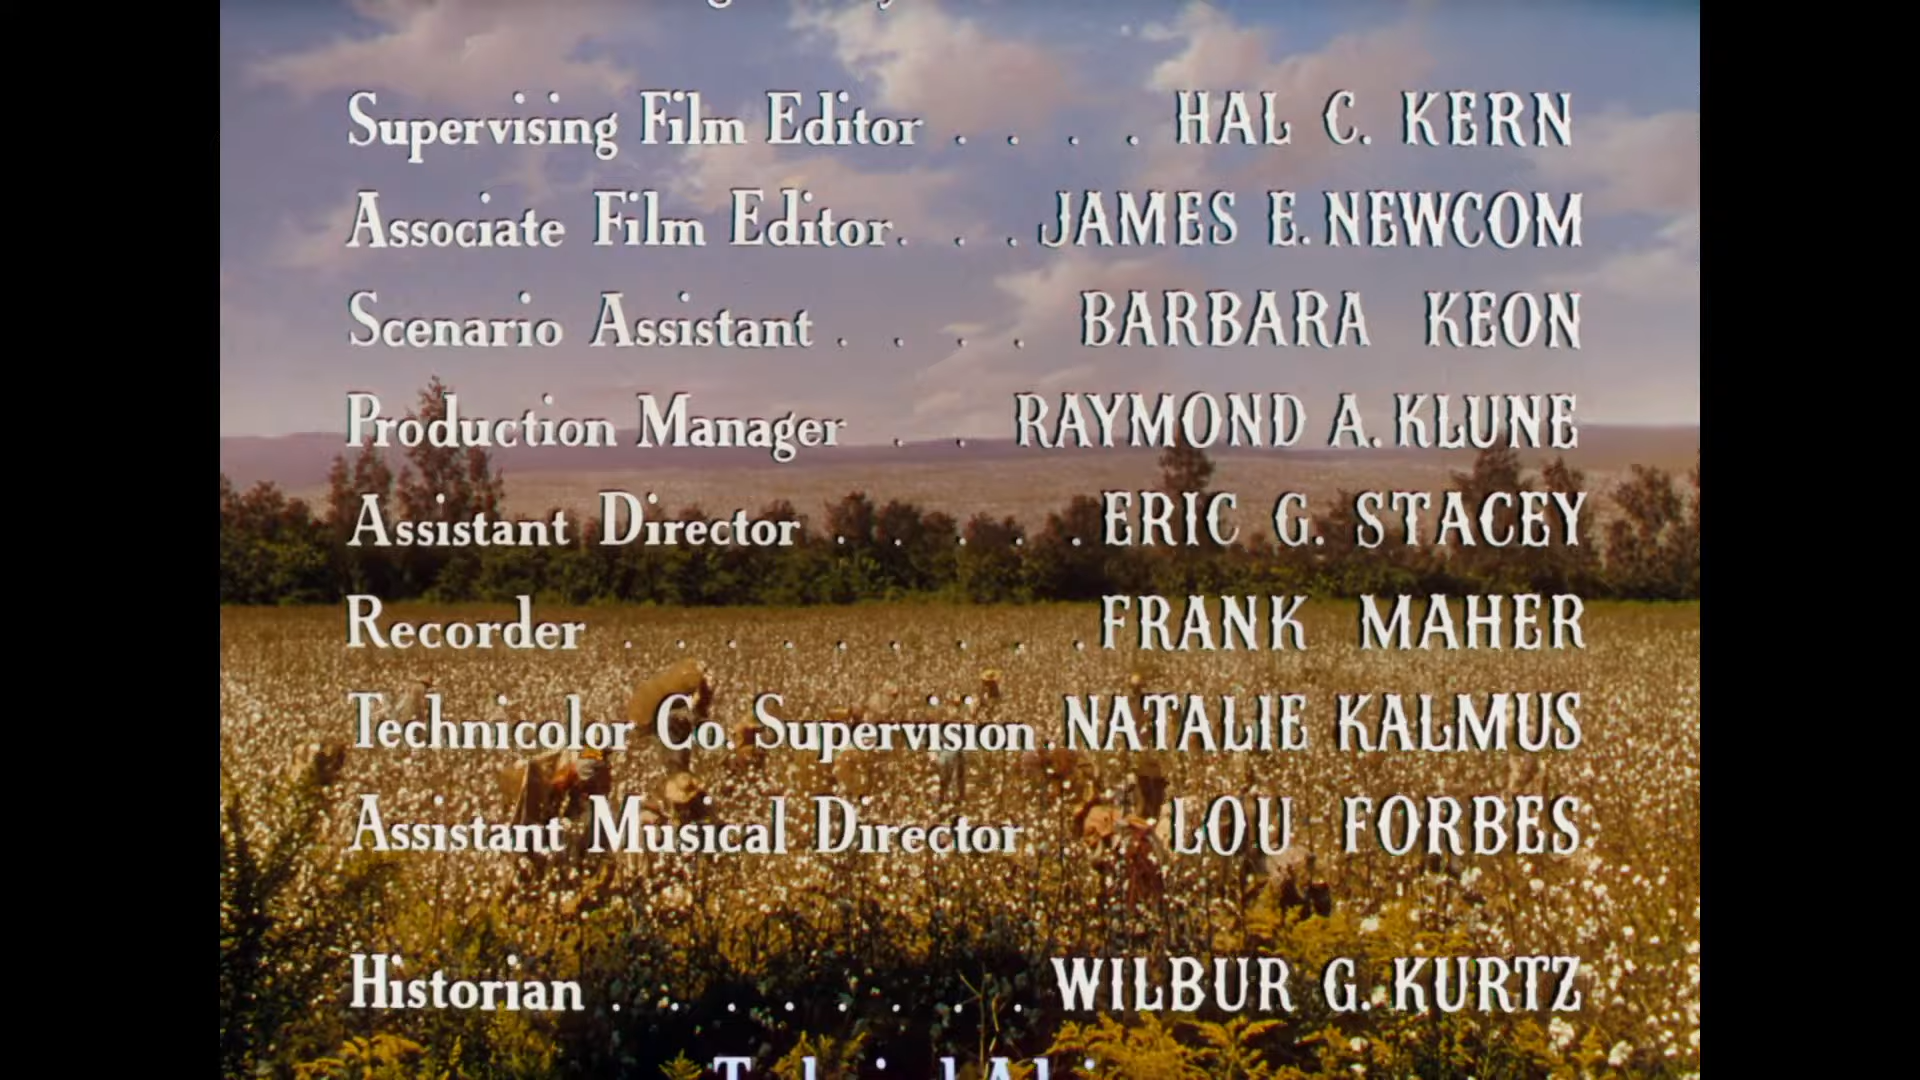 Supervising Film Editor . . . . HAL C. KERN
Associate Film Editor. . . JAMES E. NEWCOM
Scenario Assistant . . . . BARBARA KEON
Production Manager . . RAYMOND A. KLUNE
Assistant Director . . . . . ERIC G. STACEY
Recorder . . . . . . . . . FRANK MAHER
Technicolor Co. Supervision . NATALIE KALMUS
Assistant Musical Director LOU FORBES
Historian . . . . . . . . WILBUR G. KURTZ